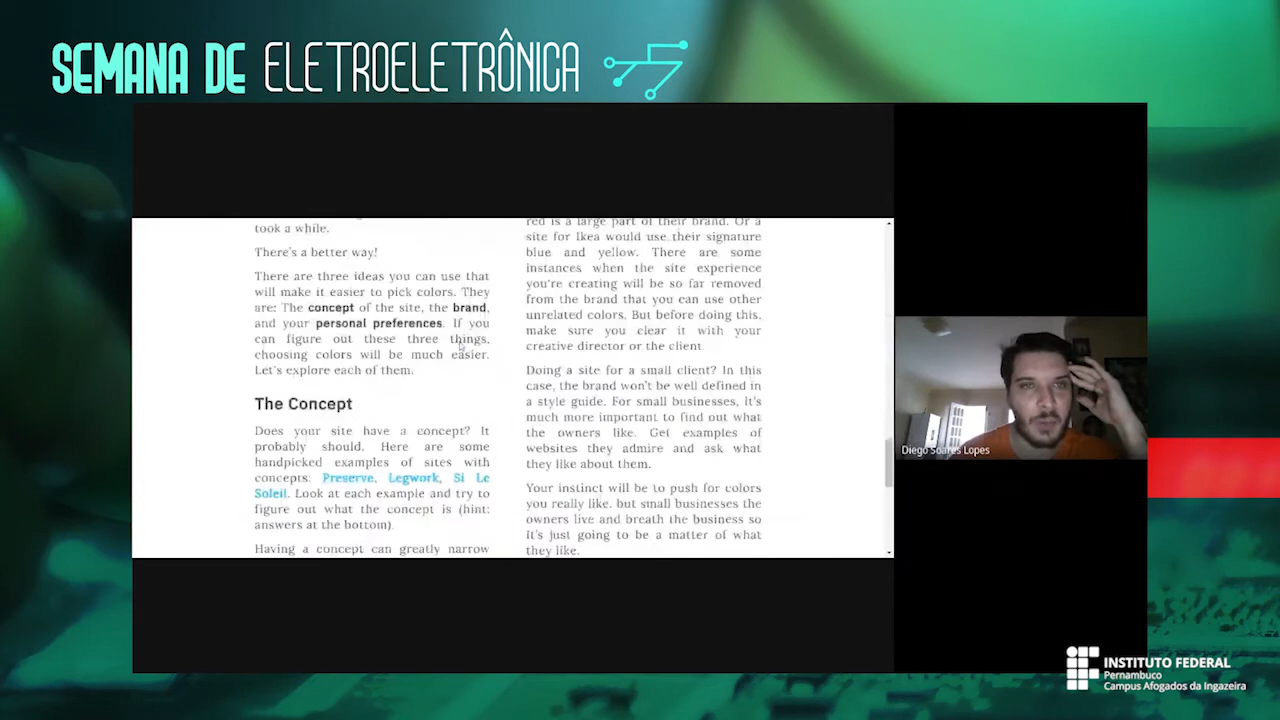 SEMANA DE ELETROELETRÔNICA
took a while.
There's a better way!
There are three ideas you can use that
will make it easier to pick colors. They
are: The concept of the site, the brand,
and your personal preferences. If you
can figure out these three things,
choosing colors will be much easier.
Let's explore each of them.
The Concept
Does your site have a concept? It
probably should. Here are some
handpicked examples of sites with
concepts: Preserve, Legwork, Si Le
Soleil. Look at each example and try to
figure out what the concept is (hint:
answers at the bottom).
Having a concept can greatly narrow
red is a large part of their brand. Or a
site for Ikea would use their signature
blue and yellow. There are some
instances when the site experience
you're creating will be so far removed
from the brand that you can use other
unrelated colors. But before doing this,
make sure you clear it with your
creative director or the client.
Doing a site for a small client? In this
case, the brand won't be well defined in
a style guide. For small businesses, it's
much more important to find out what
the owners like. Get examples of
websites they admire and ask what
they like about them.
Your instinct will be to push for colors
you really like, but small businesses the
owners live and breath the business so
it's just going to be a matter of what
they like.
Diego Soares Lopes
INSTITUTO FEDERAL
Pernambuco
Campus Afogados da Ingazeira